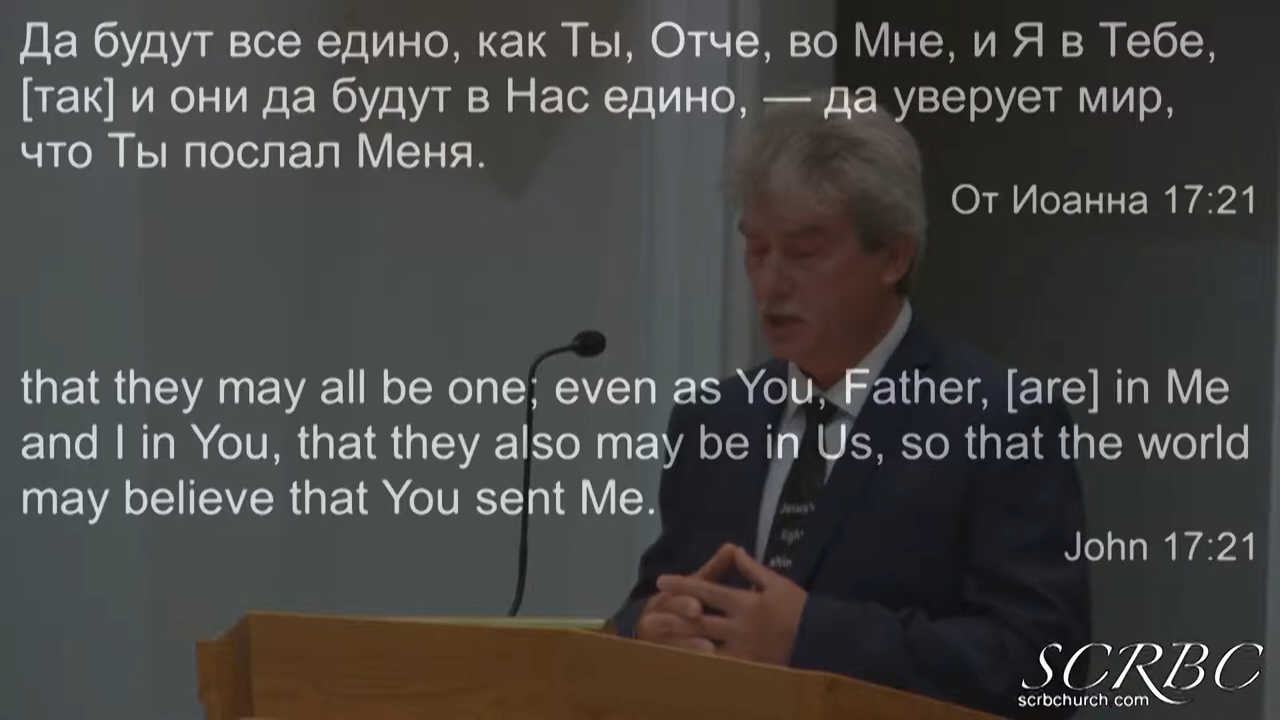 Да будут все едино, как Ты, Отче, во Мне, и Я в Тебе,
[так] и они да будут в Нас едино, — да уверует мир,
что Ты послал Меня.
От Иоанна 17:21
that they may all be one; even as You, Father, [are] in Me
and I in You, that they also may be in Us, so that the world
may believe that You sent Me.
John 17:21
SCRBC
scrbchurch com